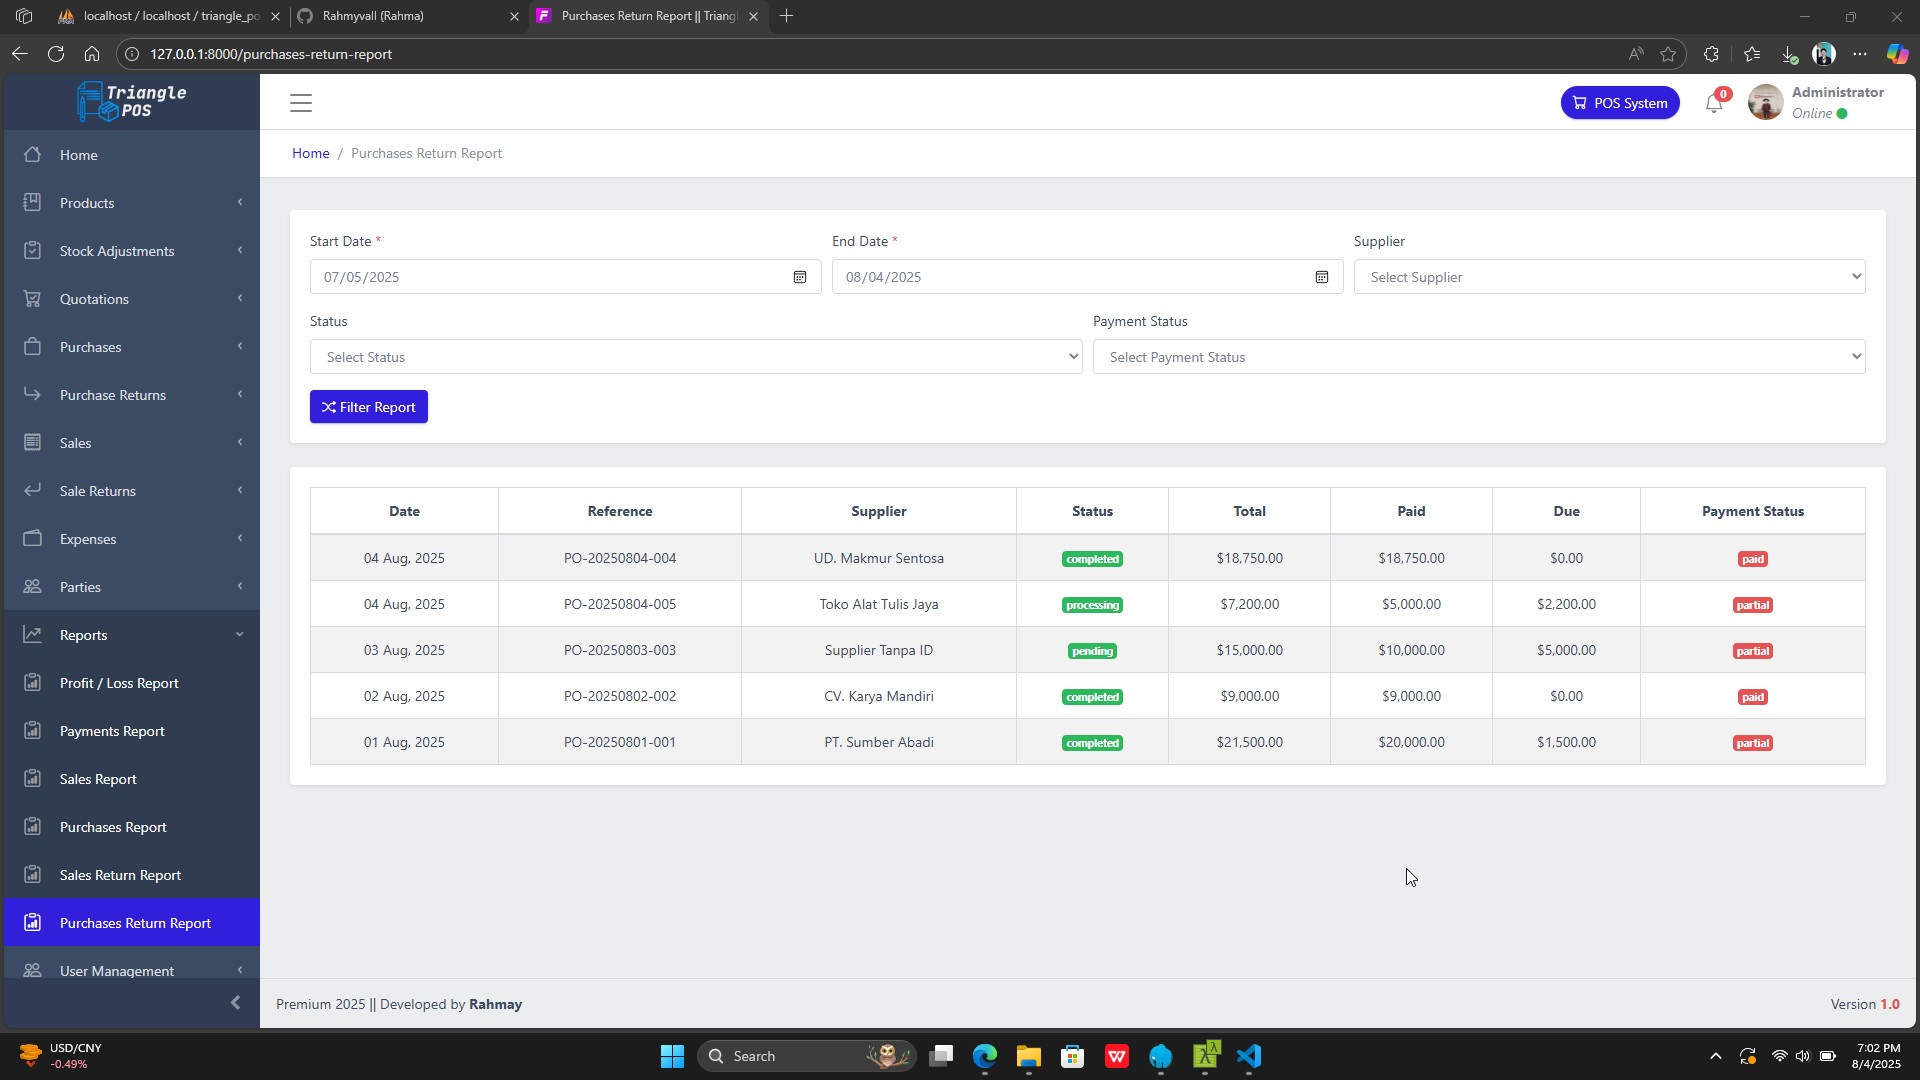 localhost / localhost / triangle_po
Rahmyvall (Rahma)
Purchases Return Report || Triang
127.0.0.1:8000/purchases-return-report
Triangle POS
POS System
0
Administrator
Online
Home
Products
Stock Adjustments
Quotations
Purchases
Purchase Returns
Sales
Sale Returns
Expenses
Parties
Reports
Profit / Loss Report
Payments Report
Sales Report
Purchases Report
Sales Return Report
Purchases Return Report
User Management
Home / Purchases Return Report
Start Date * End Date * Supplier
07/05/2025 08/04/2025 Select Supplier
Status Payment Status
Select Status Select Payment Status
Filter Report
Date Reference Supplier Status Total Paid Due Payment Status
04 Aug, 2025 PO-20250804-004 UD. Makmur Sentosa completed $18,750.00 $18,750.00 $0.00 paid
04 Aug, 2025 PO-20250804-005 Toko Alat Tulis Jaya processing $7,200.00 $5,000.00 $2,200.00 partial
03 Aug, 2025 PO-20250803-003 Supplier Tanpa ID pending $15,000.00 $10,000.00 $5,000.00 partial
02 Aug, 2025 PO-20250802-002 CV. Karya Mandiri completed $9,000.00 $9,000.00 $0.00 paid
01 Aug, 2025 PO-20250801-001 PT. Sumber Abadi completed $21,500.00 $20,000.00 $1,500.00 partial
Premium 2025 || Developed by Rahmay
Version 1.0
USD/CNY
-0.49%
Search
7:02 PM
8/4/2025